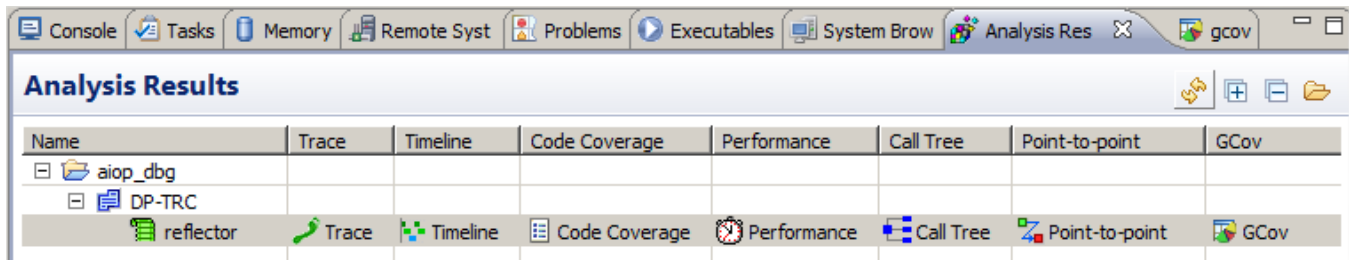 Console Tasks Memory Remote Syst Problems Executables System Brow Analysis Res gcov
Analysis Results
Name Trace Timeline Code Coverage Performance Call Tree Point-to-point GCov
aiop_dbg
DP-TRC
reflector Trace Timeline Code Coverage Performance Call Tree Point-to-point GCov